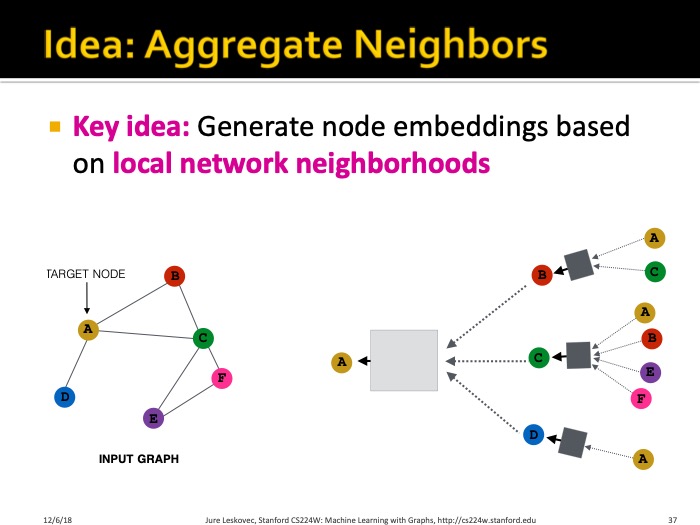 Idea: Aggregate Neighbors
Key idea: Generate node embeddings based
on local network neighborhoods
TARGET NODE
B
A
C
F
D
E
INPUT GRAPH
A
B
A
C
C
A
B
E
F
D
A
12/6/18
Jure Leskovec, Stanford CS224W: Machine Learning with Graphs, http://cs224w.stanford.edu
37